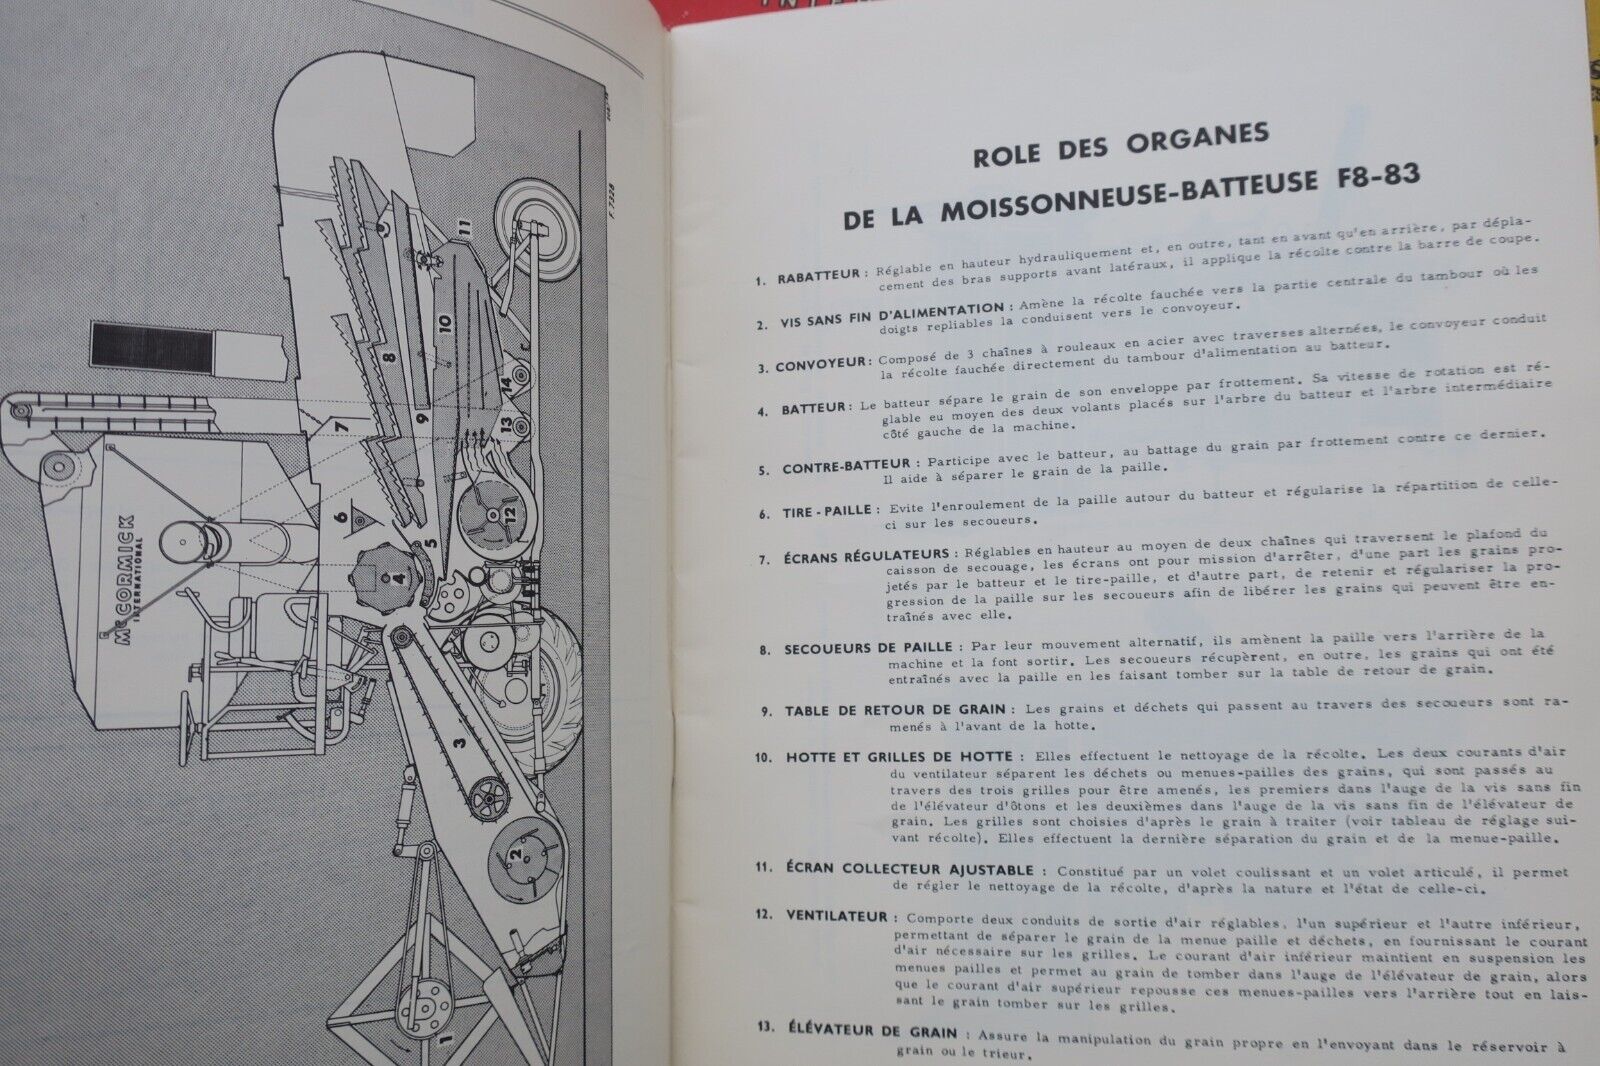 INTER
ROLE DES ORGANES
DE LA MOISSONNEUSE-BATTEUSE F8-83
1. RABATTEUR : Réglable en hauteur hydrauliquement et, en outre, tant en avant qu'en arrière, par dépla-
cement des bras supports avant latéraux, il applique la récolte contre la barre de coupe.
2. VIS SANS FIN D'ALIMENTATION : Amène la récolte fauchée vers la partie centrale du tambour où les
doigts repliables la conduisent vers le convoyeur.
3. CONVOYEUR : Composé de 3 chaînes à rouleaux en acier avec traverses alternées, le convoyeur conduit
la récolte fauchée directement du tambour d'alimentation au batteur.
4. BATTEUR : Le batteur sépare le grain de son enveloppe par frottement. Sa vitesse de rotation est ré-
glable eu moyen des deux volants placés sur l'arbre du batteur et l'arbre intermédiaire
côté gauche de la machine.
5. CONTRE-BATTEUR : Participe avec le batteur, au battage du grain par frottement contre ce dernier.
Il aide à séparer le grain de la paille.
6. TIRE - PAILLE : Evite l'enroulement de la paille autour du batteur et régularise la répartition de celle-
ci sur les secoueurs.
7. ÉCRANS RÉGULATEURS : Réglables en hauteur au moyen de deux chaînes qui traversent le plafond du
caisson de secouage, les écrans ont pour mission d'arrêter, d'une part les grains pro-
jetés par le batteur et le tire-paille, et d'autre part, de retenir et régulariser la pro-
gression de la paille sur les secoueurs afin de libérer les grains qui peuvent être en-
traînés avec elle.
8. SECOUEURS DE PAILLE : Par leur mouvement alternatif, ils amènent la paille vers l'arrière de la
machine et la font sortir. Les secoueurs récupèrent, en outre, les grains qui ont été
entraînés avec la paille en les faisant tomber sur la table de retour de grain.
9. TABLE DE RETOUR DE GRAIN : Les grains et déchets qui passent au travers des secoueurs sont ra-
menés à l'avant de la hotte.
10. HOTTE ET GRILLES DE HOTTE : Elles effectuent le nettoyage de la récolte. Les deux courants d'air
du ventilateur séparent les déchets ou menues-pailles des grains, qui sont passés au
travers des trois grilles pour être amenés, les premiers dans l'auge de la vis sans fin
de l'élévateur d'ôtons et les deuxièmes dans l'auge de la vis sans fin de l'élévateur de
grain. Les grilles sont choisies d'après le grain à traiter (voir tableau de réglage sui-
vant récolte). Elles effectuent la dernière séparation du grain et de la menue-paille.
11. ÉCRAN COLLECTEUR AJUSTABLE : Constitué par un volet coulissant et un volet articulé, il permet
de régler le nettoyage de la récolte, d'après la nature et l'état de celle-ci.
12. VENTILATEUR : Comporte deux conduits de sortie d'air réglables, l'un supérieur et l'autre inférieur,
permettant de séparer le grain de la menue paille et déchets, en fournissant le courant
d'air nécessaire sur les grilles. Le courant d'air inférieur maintient en suspension les
menues pailles et permet au grain de tomber dans l'auge de l'élévateur de grain, alors
que le courant d'air supérieur repousse ces menues-pailles vers l'arrière tout en lais-
sant le grain tomber sur les grilles.
13. ÉLÉVATEUR DE GRAIN : Assure la manipulation du grain propre en l'envoyant dans le réservoir à
grain ou le trieur.
McCORMICK
INTERNATIONAL
F.7328
1
2
3
4
5
6
7
8
9
10
11
12
13
14